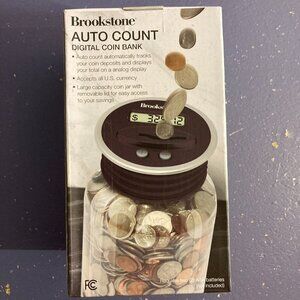 Brookstone
AUTO COUNT
DIGITAL COIN BANK
• Auto count automatically tracks
your coin deposits and displays
your total on a analog display
• Accepts all U.S. currency
• Large capacity coin jar with
removable lid for easy access
to your savings
Brookstone
$
FC
batteries
included)